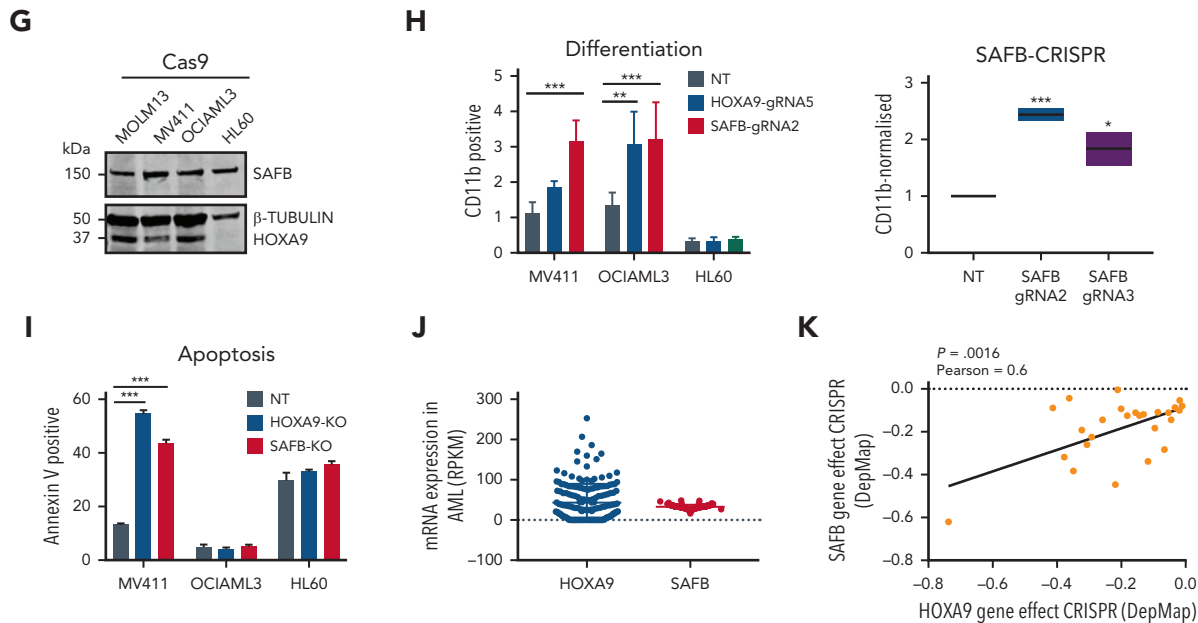 G
Cas9
MOLM13
MV411
OCIAML3
HL60
kDa
150
SAFB
50
β-TUBULIN
37
HOXA9
H
Differentiation
CD11b positive
5
4
3
2
1
0
***
***
**
NT
HOXA9-gRNA5
SAFB-gRNA2
MV411
OCIAML3
HL60
SAFB-CRISPR
CD11b-normalised
3
2
1
0
***
*
NT
SAFB
gRNA2
SAFB
gRNA3
I
Apoptosis
Annexin V positive
60
40
20
0
***
***
NT
HOXA9-KO
SAFB-KO
MV411
OCIAML3
HL60
J
mRNA expression in
AML (RPKM)
300
200
100
0
−100
HOXA9
SAFB
K
P = .0016
Pearson = 0.6
SAFB gene effect CRISPR
(DepMap)
0.0
−0.2
−0.4
−0.6
−0.8
−0.8
−0.6
−0.4
−0.2
0.0
HOXA9 gene effect CRISPR (DepMap)